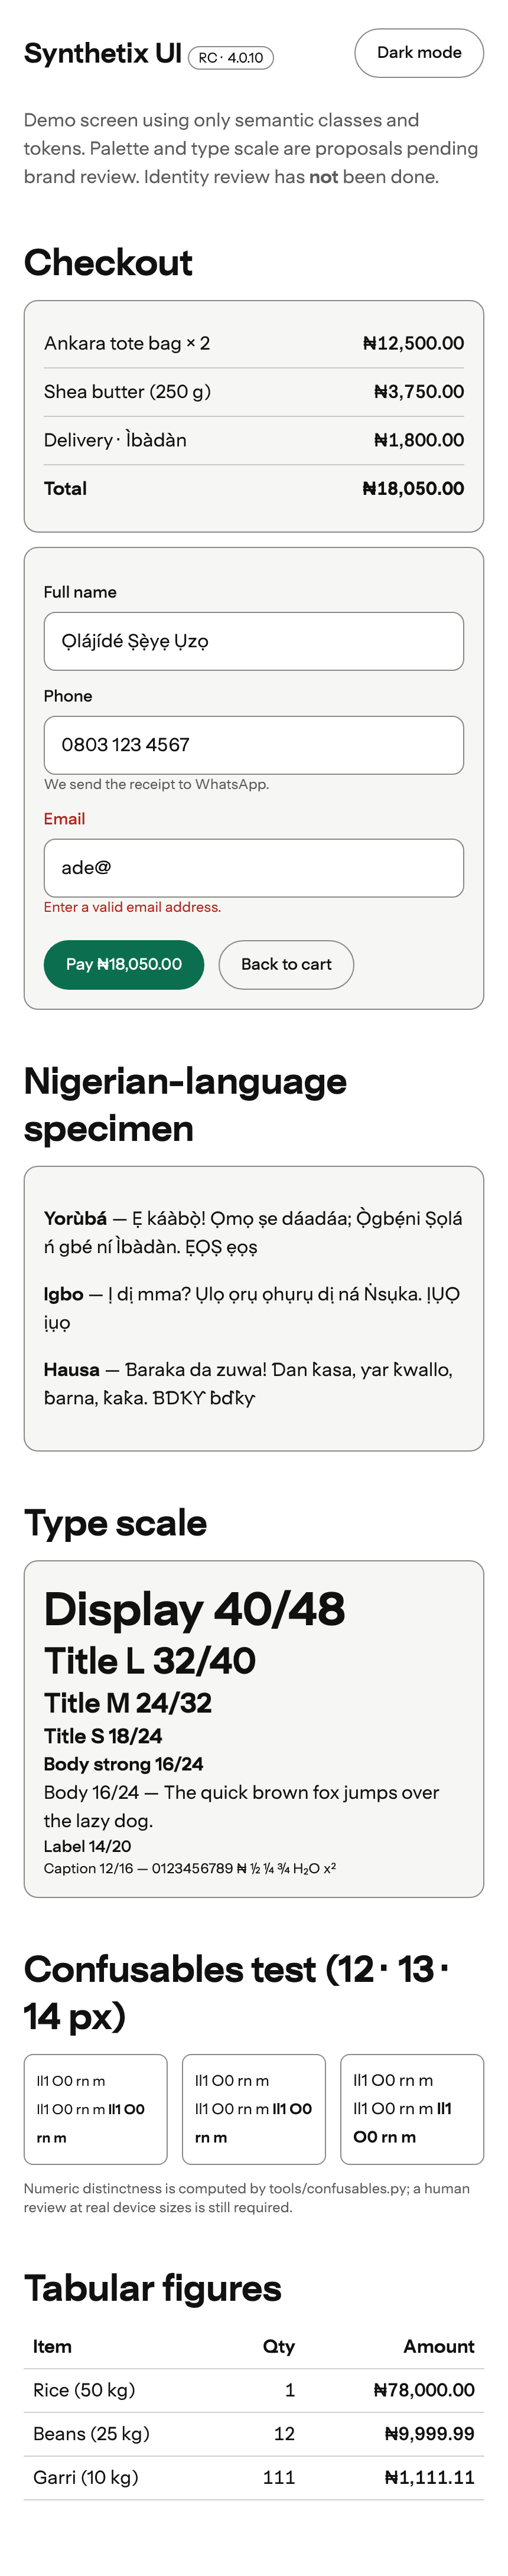 Synthetix UI RC · 4.0.10
Dark mode
Demo screen using only semantic classes and
tokens. Palette and type scale are proposals pending
brand review. Identity review has not been done.
Checkout
Ankara tote bag × 2 ₦12,500.00
Shea butter (250 g) ₦3,750.00
Delivery · Ìbàdàn ₦1,800.00
Total ₦18,050.00
Full name
Ọlájídé Ṣèyẹ Ụzọ
Phone
0803 123 4567
We send the receipt to WhatsApp.
Email
ade@
Enter a valid email address.
Pay ₦18,050.00
Back to cart
Nigerian-language
specimen
Yorùbá — Ẹ káàbọ̀! Ọmọ ṣe dáadáa; Ọ̀gbẹ́ni Ṣọlá
ń gbé ní Ìbàdàn. ẸỌṢ ẹọṣ
Igbo — Ị dị mma? Ụlọ ọrụ ọhụrụ dị ná Ṅsụka. ỊỤỌ
ịụọ
Hausa — Ɓaraka da zuwa! Ɗan ƙasa, ƴar ƙwallo,
ɓarna, ƙaƙa. ƁƊƘƳ ɓɗƙƴ
Type scale
Display 40/48
Title L 32/40
Title M 24/32
Title S 18/24
Body strong 16/24
Body 16/24 — The quick brown fox jumps over
the lazy dog.
Label 14/20
Caption 12/16 — 0123456789 ₦ ½ ¼ ¾ H₂O x²
Confusables test (12 · 13 ·
14 px)
Il1 O0 rn m
Il1 O0 rn m Il1 O0
rn m
Il1 O0 rn m
Il1 O0 rn m Il1 O0
rn m
Il1 O0 rn m
Il1 O0 rn m Il1
O0 rn m
Numeric distinctness is computed by tools/confusables.py; a human
review at real device sizes is still required.
Tabular figures
Item Qty Amount
Rice (50 kg) 1 ₦78,000.00
Beans (25 kg) 12 ₦9,999.99
Garri (10 kg) 111 ₦1,111.11